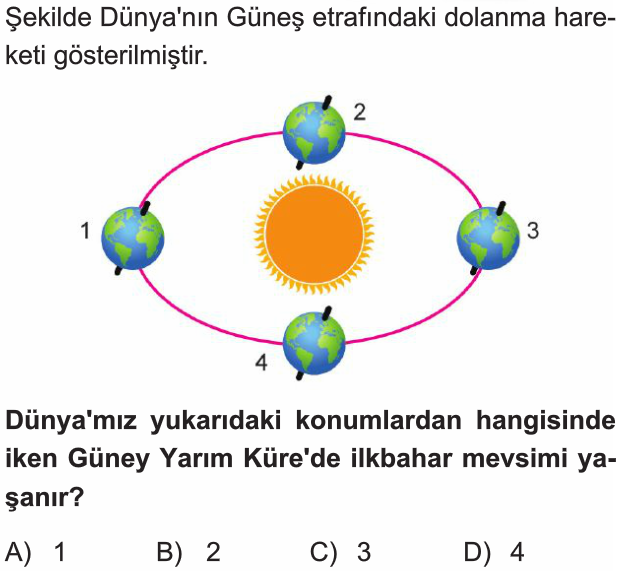 Şekilde Dünya'nın Güneş etrafındaki dolanma hare-
keti gösterilmiştir.
2
1
3
4
Dünya'mız yukarıdaki konumlardan hangisinde
iken Güney Yarım Küre'de ilkbahar mevsimi ya-
şanır?
A) 1 B) 2 C) 3 D) 4